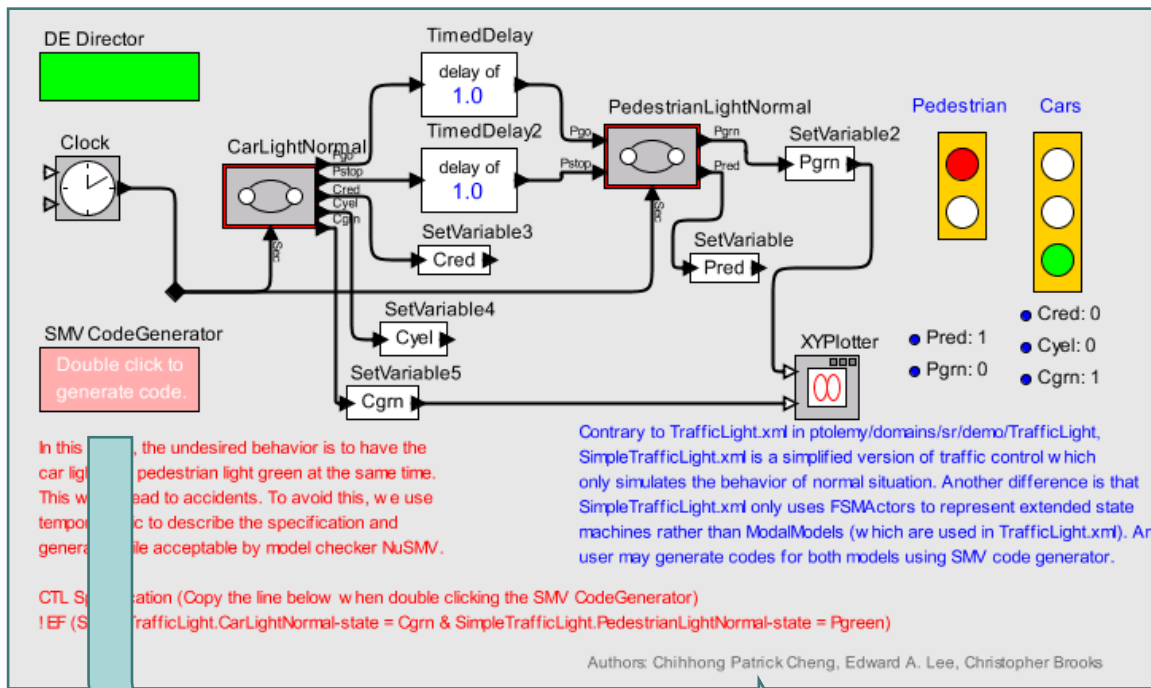 DE Director
TimedDelay
delay of
1.0
PedestrianLightNormal
Pedestrian
Cars
Clock
CarLightNormal
TimedDelay2
delay of
1.0
SetVariable2
Pgrn
Pgo
Pstop
Cred
Cyel
Cgrn
Sec
Pgo
Pstop
Sec
Pgrn
Pred
SetVariable3
Cred
SetVariable
Pred
SetVariable4
Cyel
SMV CodeGenerator
Double click to
generate code.
SetVariable5
Cgrn
XYPlotter
Pred: 1
Pgrn: 0
Cred: 0
Cyel: 0
Cgrn: 1
In this , the undesired behavior is to have the
car lig pedestrian light green at the same time.
This w ead to accidents. To avoid this, we use
tempor ic to describe the specification and
genera ile acceptable by model checker NuSMV.
Contrary to TrafficLight.xml in ptolemy/domains/sr/demo/TrafficLight,
SimpleTrafficLight.xml is a simplified version of traffic control which
only simulates the behavior of normal situation. Another difference is that
SimpleTrafficLight.xml only uses FSMActors to represent extended state
machines rather than ModalModels (which are used in TrafficLight.xml). An
user may generate codes for both models using SMV code generator.
CTL Sp ication (Copy the line below when double clicking the SMV CodeGenerator)
! EF (S TrafficLight.CarLightNormal-state = Cgrn & SimpleTrafficLight.PedestrianLightNormal-state = Pgreen)
Authors: Chihhong Patrick Cheng, Edward A. Lee, Christopher Brooks